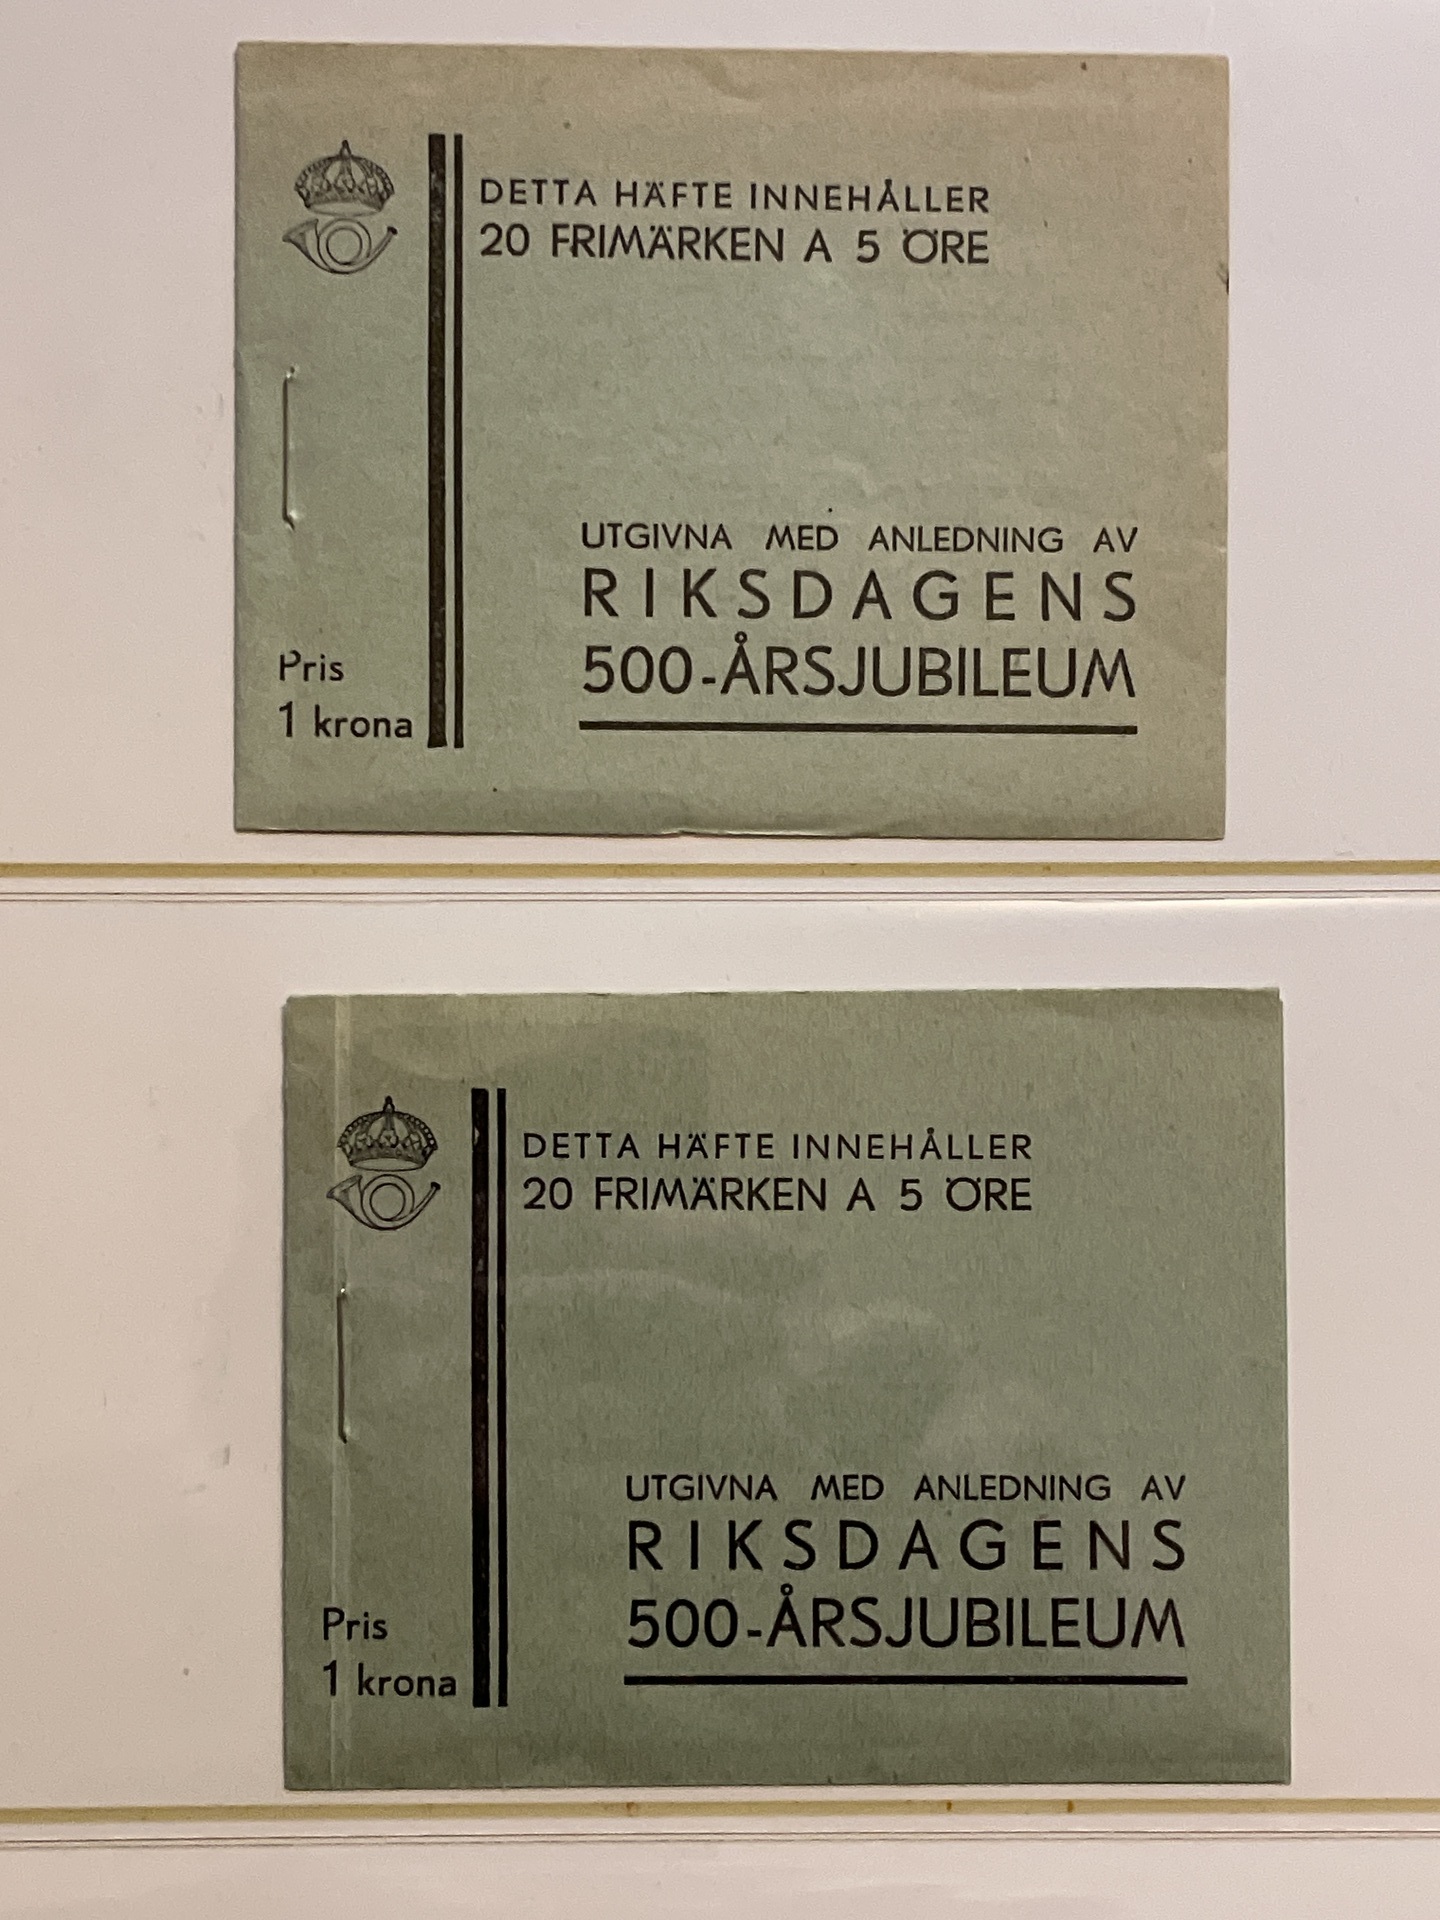 DETTA HÄFTE INNEHÅLLER
20 FRIMÄRKEN A 5 ÖRE
UTGIVNA MED ANLEDNING AV
RIKSDAGENS
500-ÅRSJUBILEUM
Pris
1 krona
DETTA HÄFTE INNEHÅLLER
20 FRIMÄRKEN A 5 ÖRE
UTGIVNA MED ANLEDNING AV
RIKSDAGENS
500-ÅRSJUBILEUM
Pris
1 krona